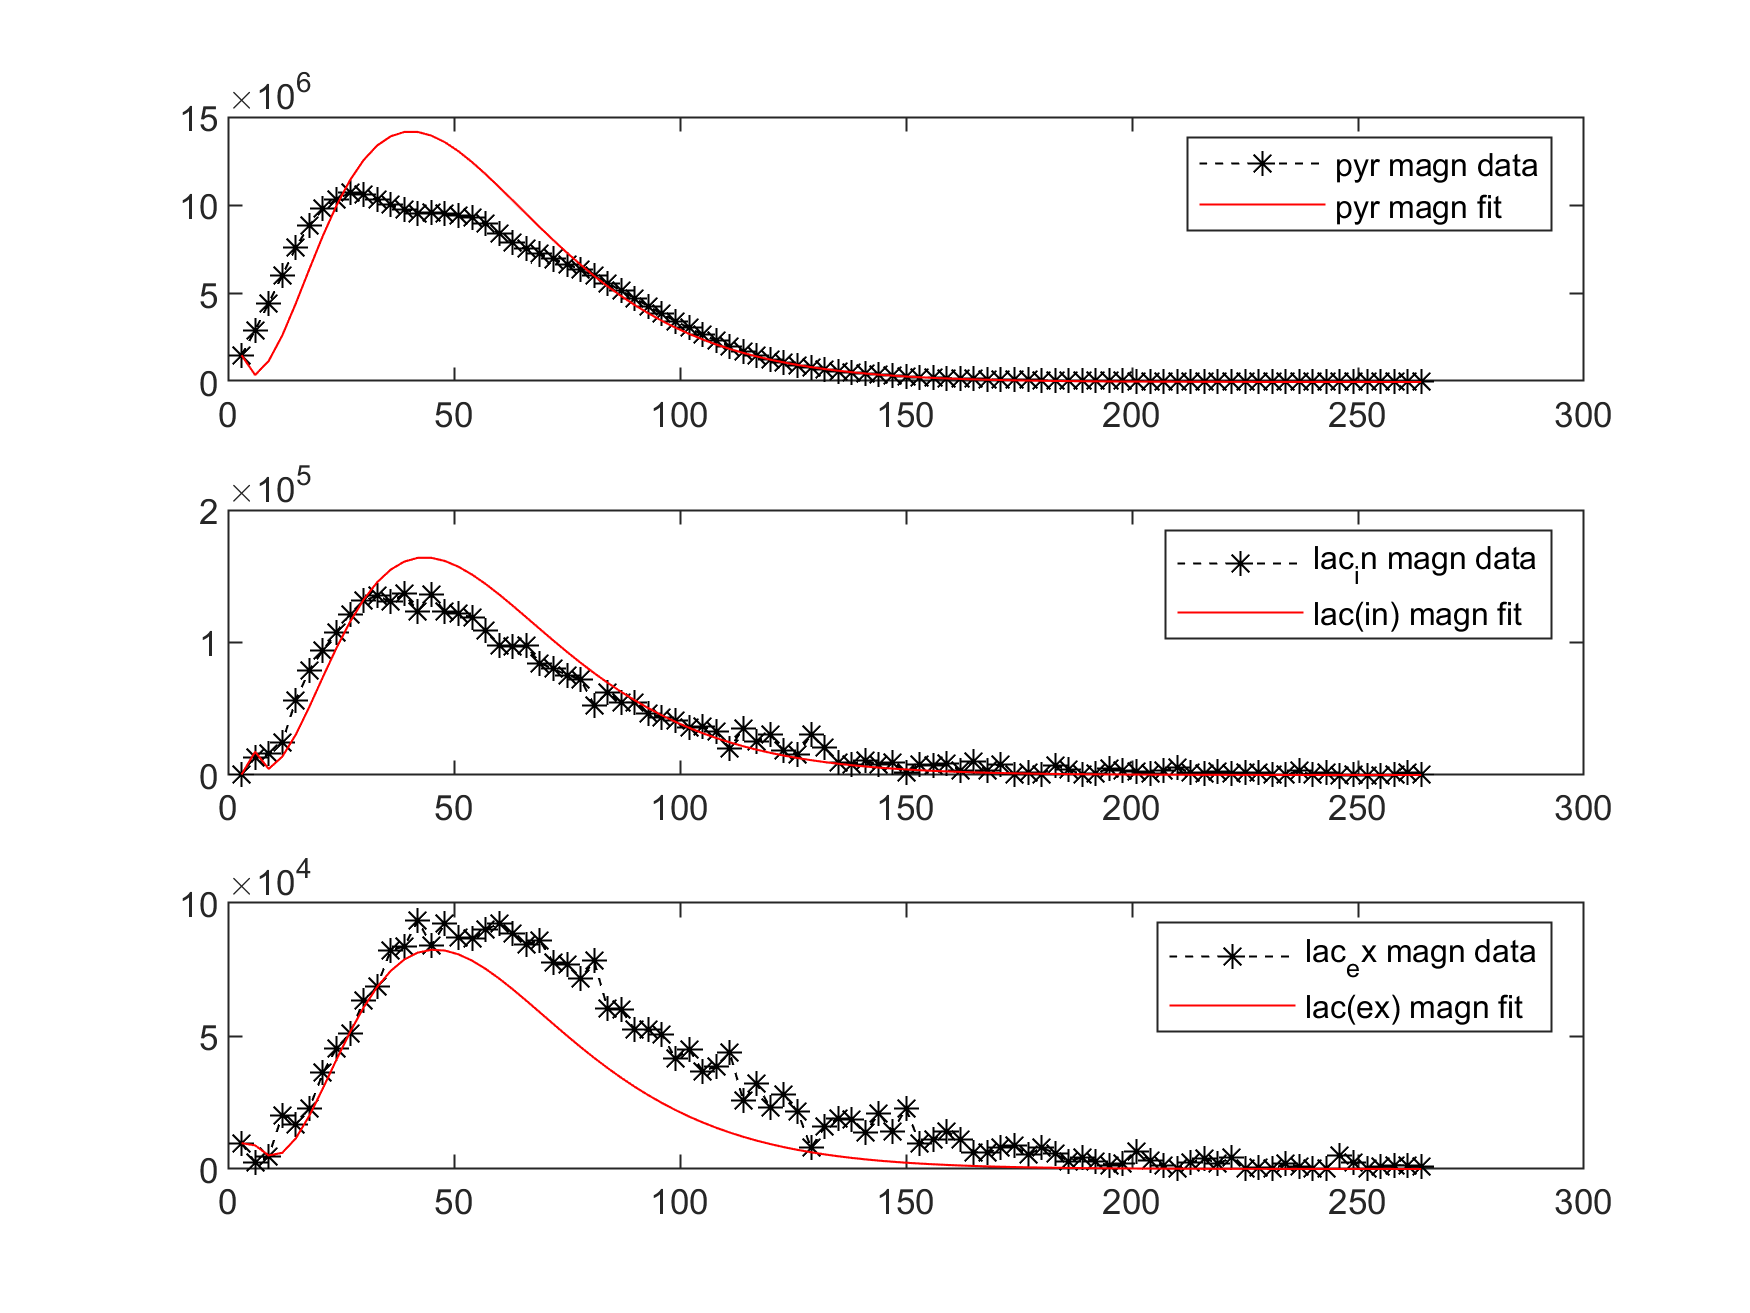 ×10^6
15
10
5
0
0 50 100 150 200 250 300
pyr magn data
pyr magn fit
×10^5
2
1
0
0 50 100 150 200 250 300
lac_in magn data
lac(in) magn fit
×10^4
10
5
0
0 50 100 150 200 250 300
lac_ex magn data
lac(ex) magn fit